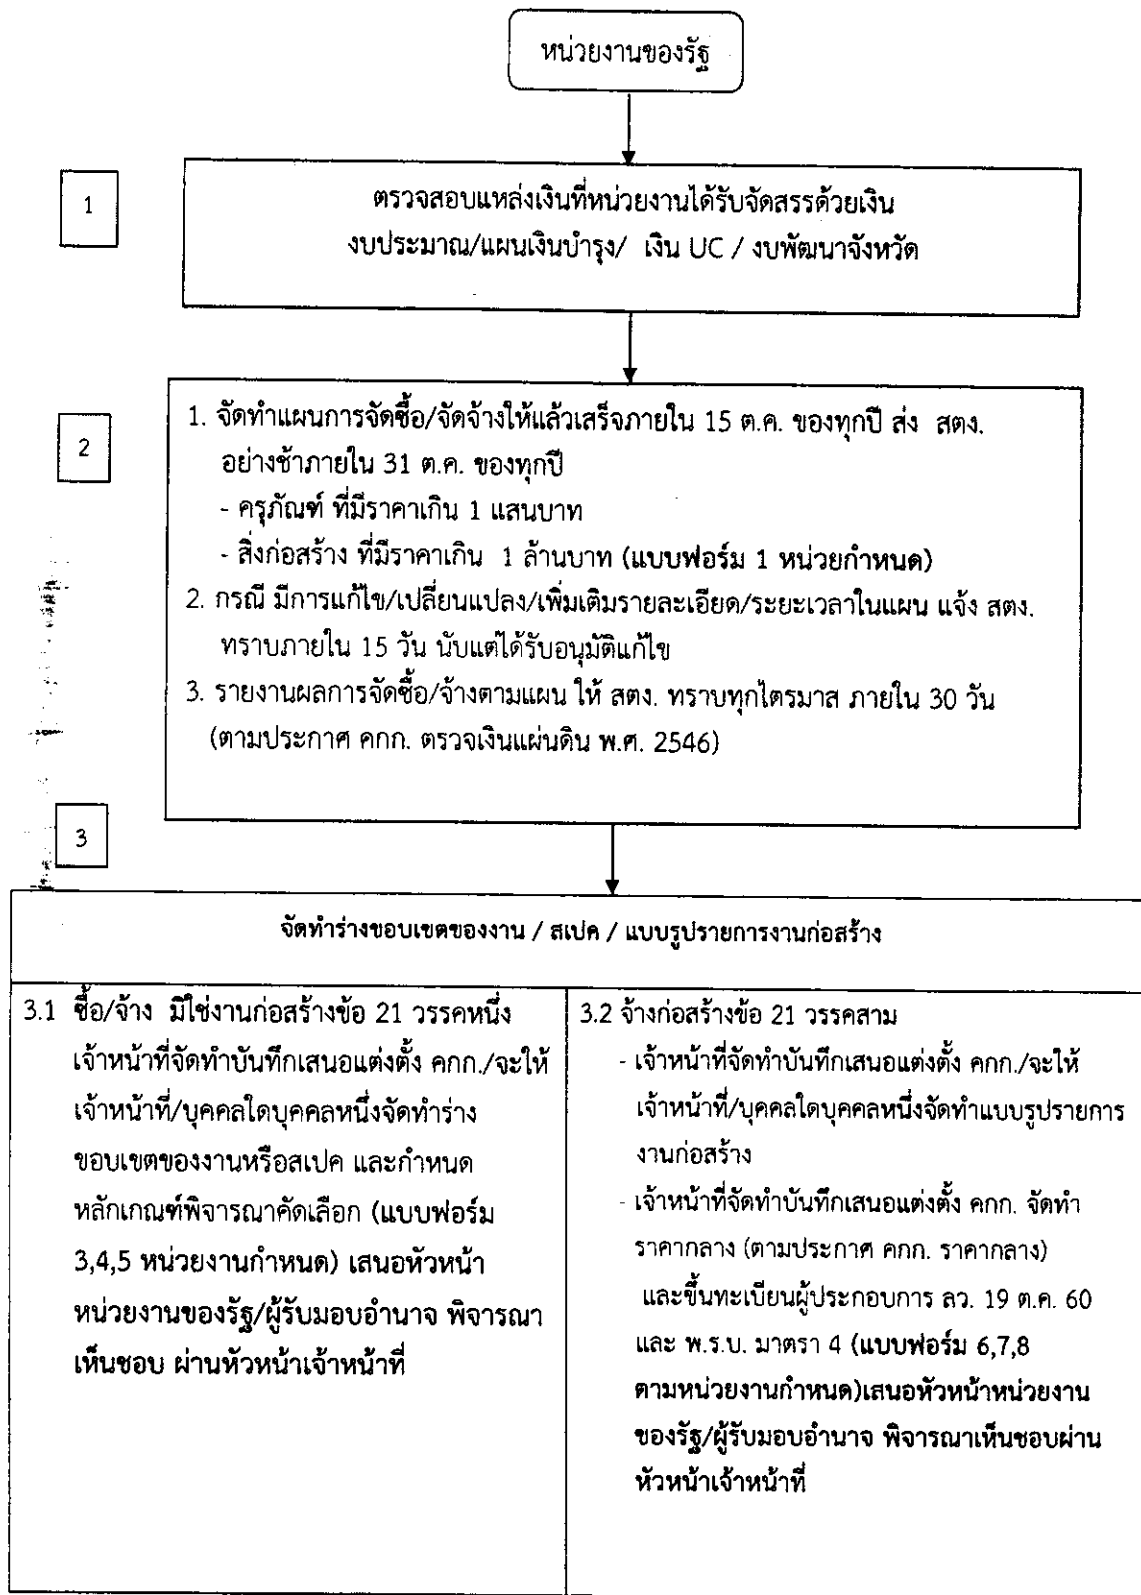 หน่วยงานของรัฐ
1
ตรวจสอบแหล่งเงินที่หน่วยงานได้รับจัดสรรด้วยเงิน
งบประมาณ/แผนเงินบำรุง/ เงิน UC / งบพัฒนาจังหวัด
2
1. จัดทำแผนการจัดซื้อ/จัดจ้างให้แล้วเสร็จภายใน 15 ต.ค. ของทุกปี ส่ง สตง.
อย่างช้าภายใน 31 ต.ค. ของทุกปี
- ครุภัณฑ์ ที่มีราคาเกิน 1 แสนบาท
- สิ่งก่อสร้าง ที่มีราคาเกิน 1 ล้านบาท (แบบฟอร์ม 1 หน่วยกำหนด)
2. กรณี มีการแก้ไข/เปลี่ยนแปลง/เพิ่มเติมรายละเอียด/ระยะเวลาในแผน แจ้ง สตง.
ทราบภายใน 15 วัน นับแต่ได้รับอนุมัติแก้ไข
3. รายงานผลการจัดซื้อ/จ้างตามแผน ให้ สตง. ทราบทุกไตรมาส ภายใน 30 วัน
(ตามประกาศ คกก. ตรวจเงินแผ่นดิน พ.ศ. 2546)
3
จัดทำร่างขอบเขตของงาน / สเปค / แบบรูปรายการงานก่อสร้าง
3.1 ซื้อ/จ้าง มิใช่งานก่อสร้างข้อ 21 วรรคหนึ่ง
เจ้าหน้าที่จัดทำบันทึกเสนอแต่งตั้ง คกก./จะให้
เจ้าหน้าที่/บุคคลใดบุคคลหนึ่งจัดทำร่าง
ขอบเขตของงานหรือสเปค และกำหนด
หลักเกณฑ์พิจารณาคัดเลือก (แบบฟอร์ม
3,4,5 หน่วยงานกำหนด) เสนอหัวหน้า
หน่วยงานของรัฐ/ผู้รับมอบอำนาจ พิจารณา
เห็นชอบ ผ่านหัวหน้าเจ้าหน้าที่
3.2 จ้างก่อสร้างข้อ 21 วรรคสาม
- เจ้าหน้าที่จัดทำบันทึกเสนอแต่งตั้ง คกก./จะให้
เจ้าหน้าที่/บุคคลใดบุคคลหนึ่งจัดทำแบบรูปรายการ
งานก่อสร้าง
- เจ้าหน้าที่จัดทำบันทึกเสนอแต่งตั้ง คกก. จัดทำ
ราคากลาง (ตามประกาศ คกก. ราคากลาง)
และขึ้นทะเบียนผู้ประกอบการ ลว. 19 ต.ค. 60
และ พ.ร.บ. มาตรา 4 (แบบฟอร์ม 6,7,8
ตามหน่วยงานกำหนด)เสนอหัวหน้าหน่วยงาน
ของรัฐ/ผู้รับมอบอำนาจ พิจารณาเห็นชอบผ่าน
หัวหน้าเจ้าหน้าที่